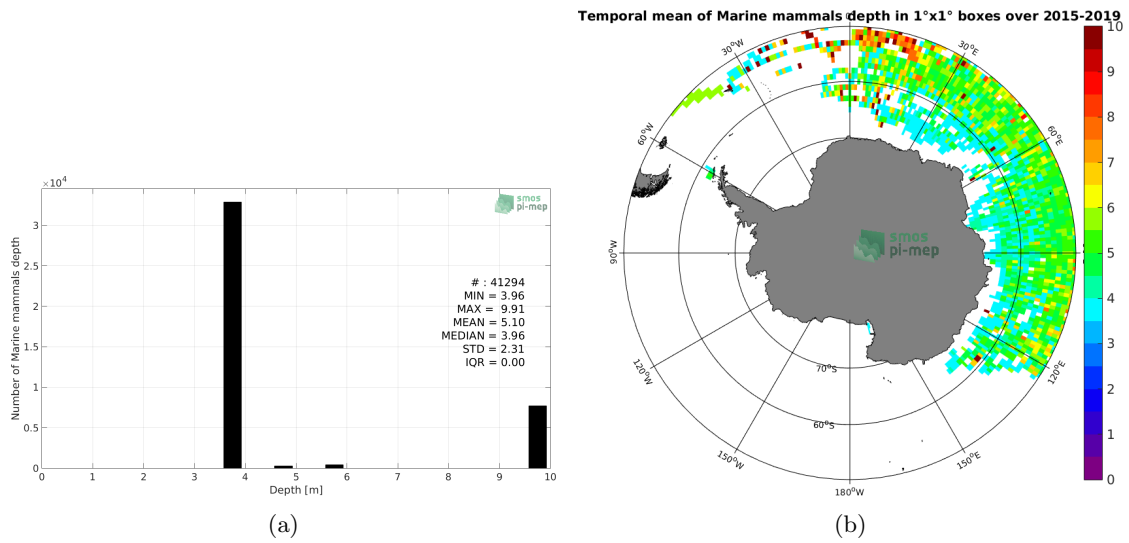 Temporal mean of Marine mammals depth in 1°x1° boxes over 2015-2019
×10⁴
3
2.5
2
1.5
1
0.5
0
Number of Marine mammals depth
smos
pi-mep
# : 41294
MIN = 3.96
MAX = 9.91
MEAN = 5.10
MEDIAN = 3.96
STD = 2.31
IQR = 0.00
0 1 2 3 4 5 6 7 8 9 10
Depth [m]
(a)
30°W
30°E
60°W
60°E
90°W
120°W
120°E
150°W
150°E
180°W
70°S
60°S
smos
pi-mep
10
9
8
7
6
5
4
3
2
1
0
(b)